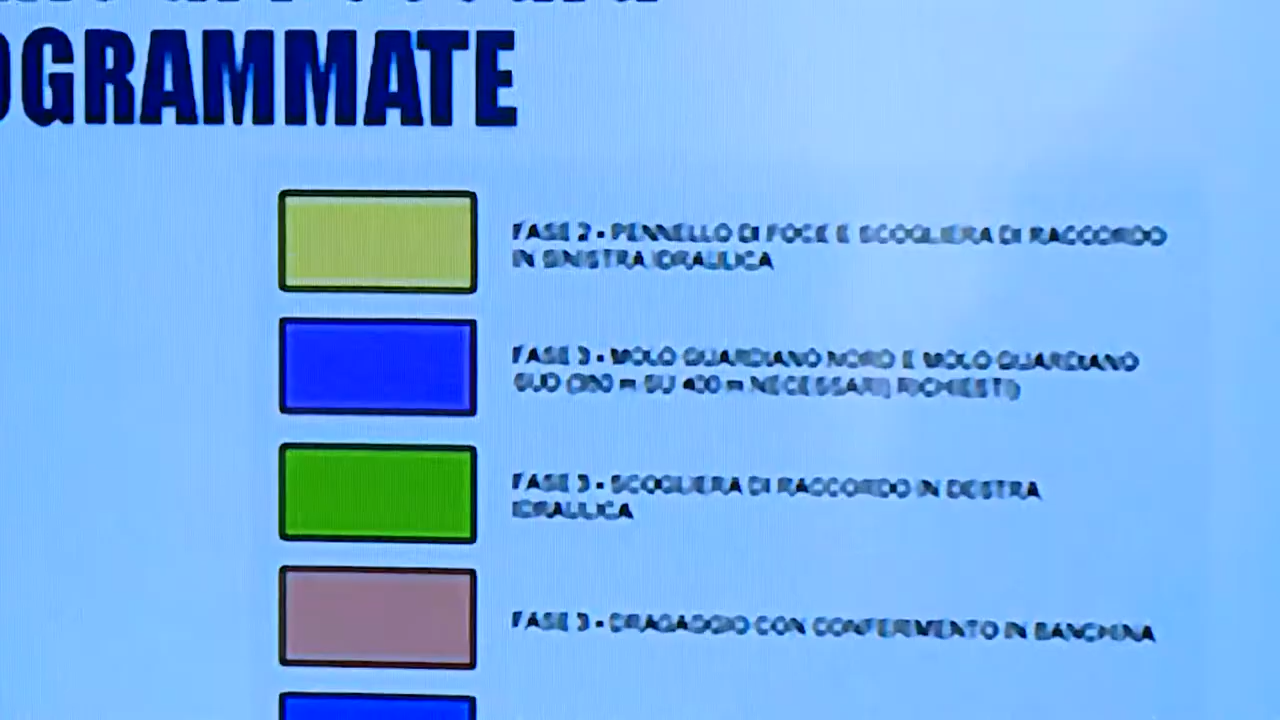 OGRAMMATE
FASE 2 - PENNELLO DI FOCE E SCOGLIERA DI RACCORDO
IN SINISTRA IDRAULICA
FASE 3 - MOLO GUARDIANO NORD E MOLO GUARDIANO
SUD m SU 400 m NECESSARI RICHIESTI)
FASE 3 - SCOGLIERA DI RACCORDO IN DESTRA
IDRAULICA
FASE 3 - DRAGAGGIO CON CONFERIMENTO IN BANCHINA